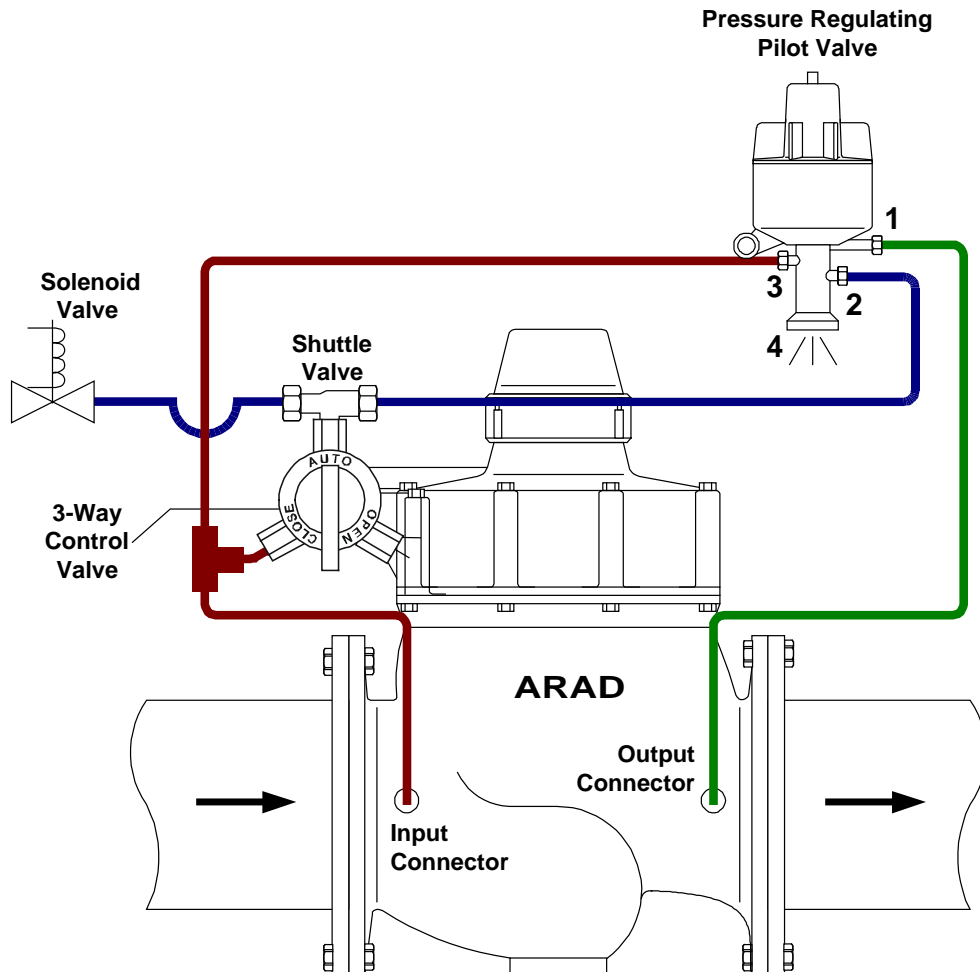 Pressure Regulating
Pilot Valve
1
3
2
4
Solenoid
Valve
Shuttle
Valve
AUTO
CLOSE
OPEN
3-Way
Control
Valve
ARAD
Output
Connector
Input
Connector